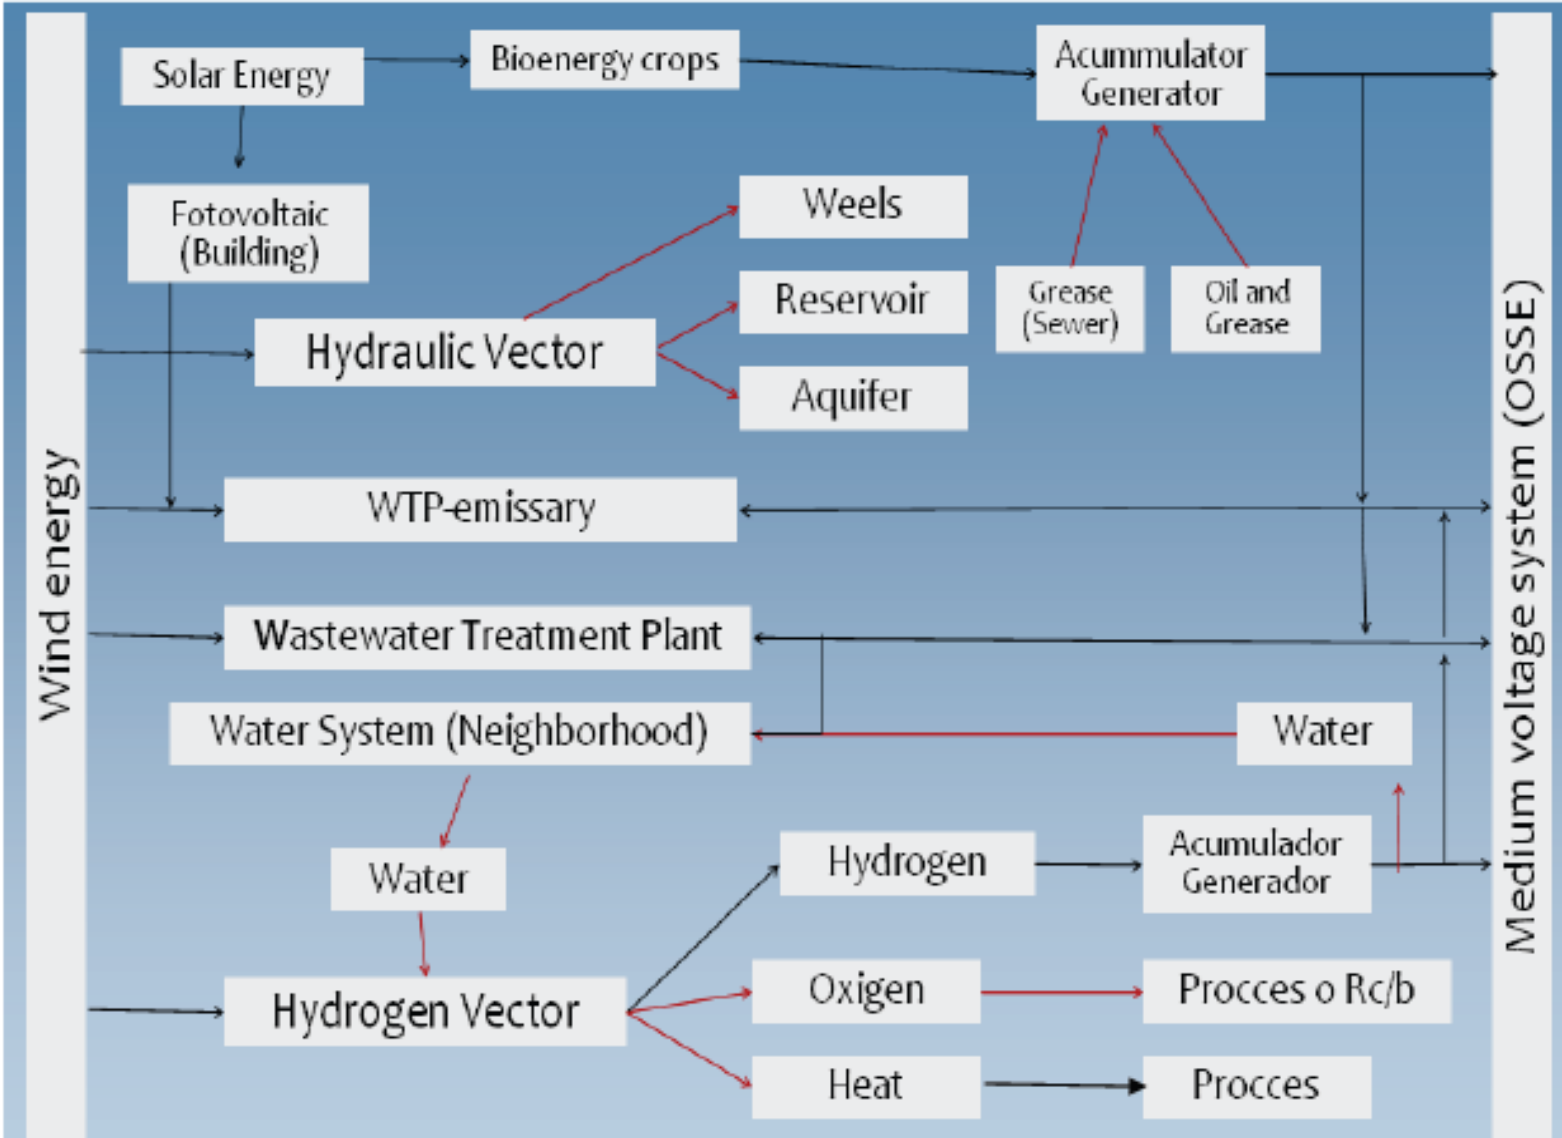 Wind energy
Solar Energy
Bioenergy crops
Acummulator
Generator
Fotovoltaic
(Building)
Weels
Reservoir
Aquifer
Grease
(Sewer)
Oil and
Grease
Hydraulic Vector
WTP-emissary
Wastewater Treatment Plant
Water System (Neighborhood)
Water
Water
Hydrogen
Acumulador
Generador
Hydrogen Vector
Oxigen
Procces o Rc/b
Heat
Procces
Medium voltage system (OSSE)